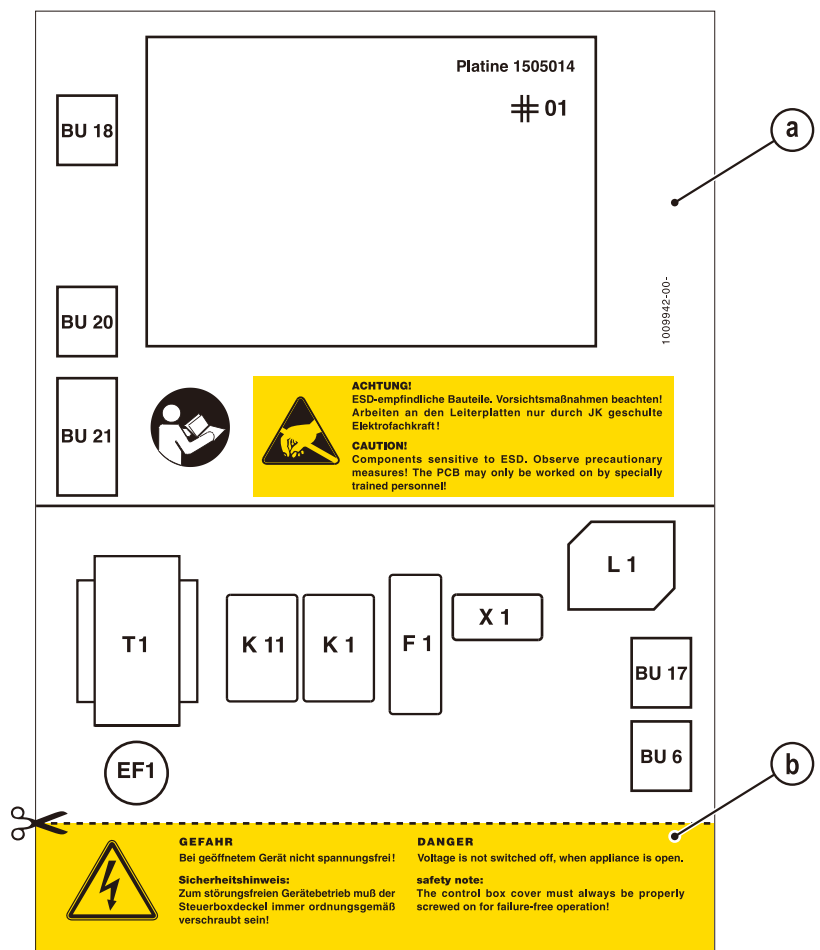 Platine 1505014
# 01
BU 18
a
1009942-00-
BU 20
BU 21
ACHTUNG!
ESD-empfindliche Bauteile. Vorsichtsmaßnahmen beachten!
Arbeiten an den Leiterplatten nur durch JK geschulte
Elektrofachkraft!
CAUTION!
Components sensitive to ESD. Observe precautionary
measures! The PCB may only be worked on by specially
trained personnel!
L 1
X 1
T1
K 11
K 1
F 1
BU 17
BU 6
EF1
b
GEFAHR
Bei geöffnetem Gerät nicht spannungsfrei!
Sicherheitshinweis:
Zum störungsfreien Gerätebetrieb muß der
Steuerboxdeckel immer ordnungsgemäß
verschraubt sein!
DANGER
Voltage is not switched off, when appliance is open.
safety note:
The control box cover must always be properly
screwed on for failure-free operation!